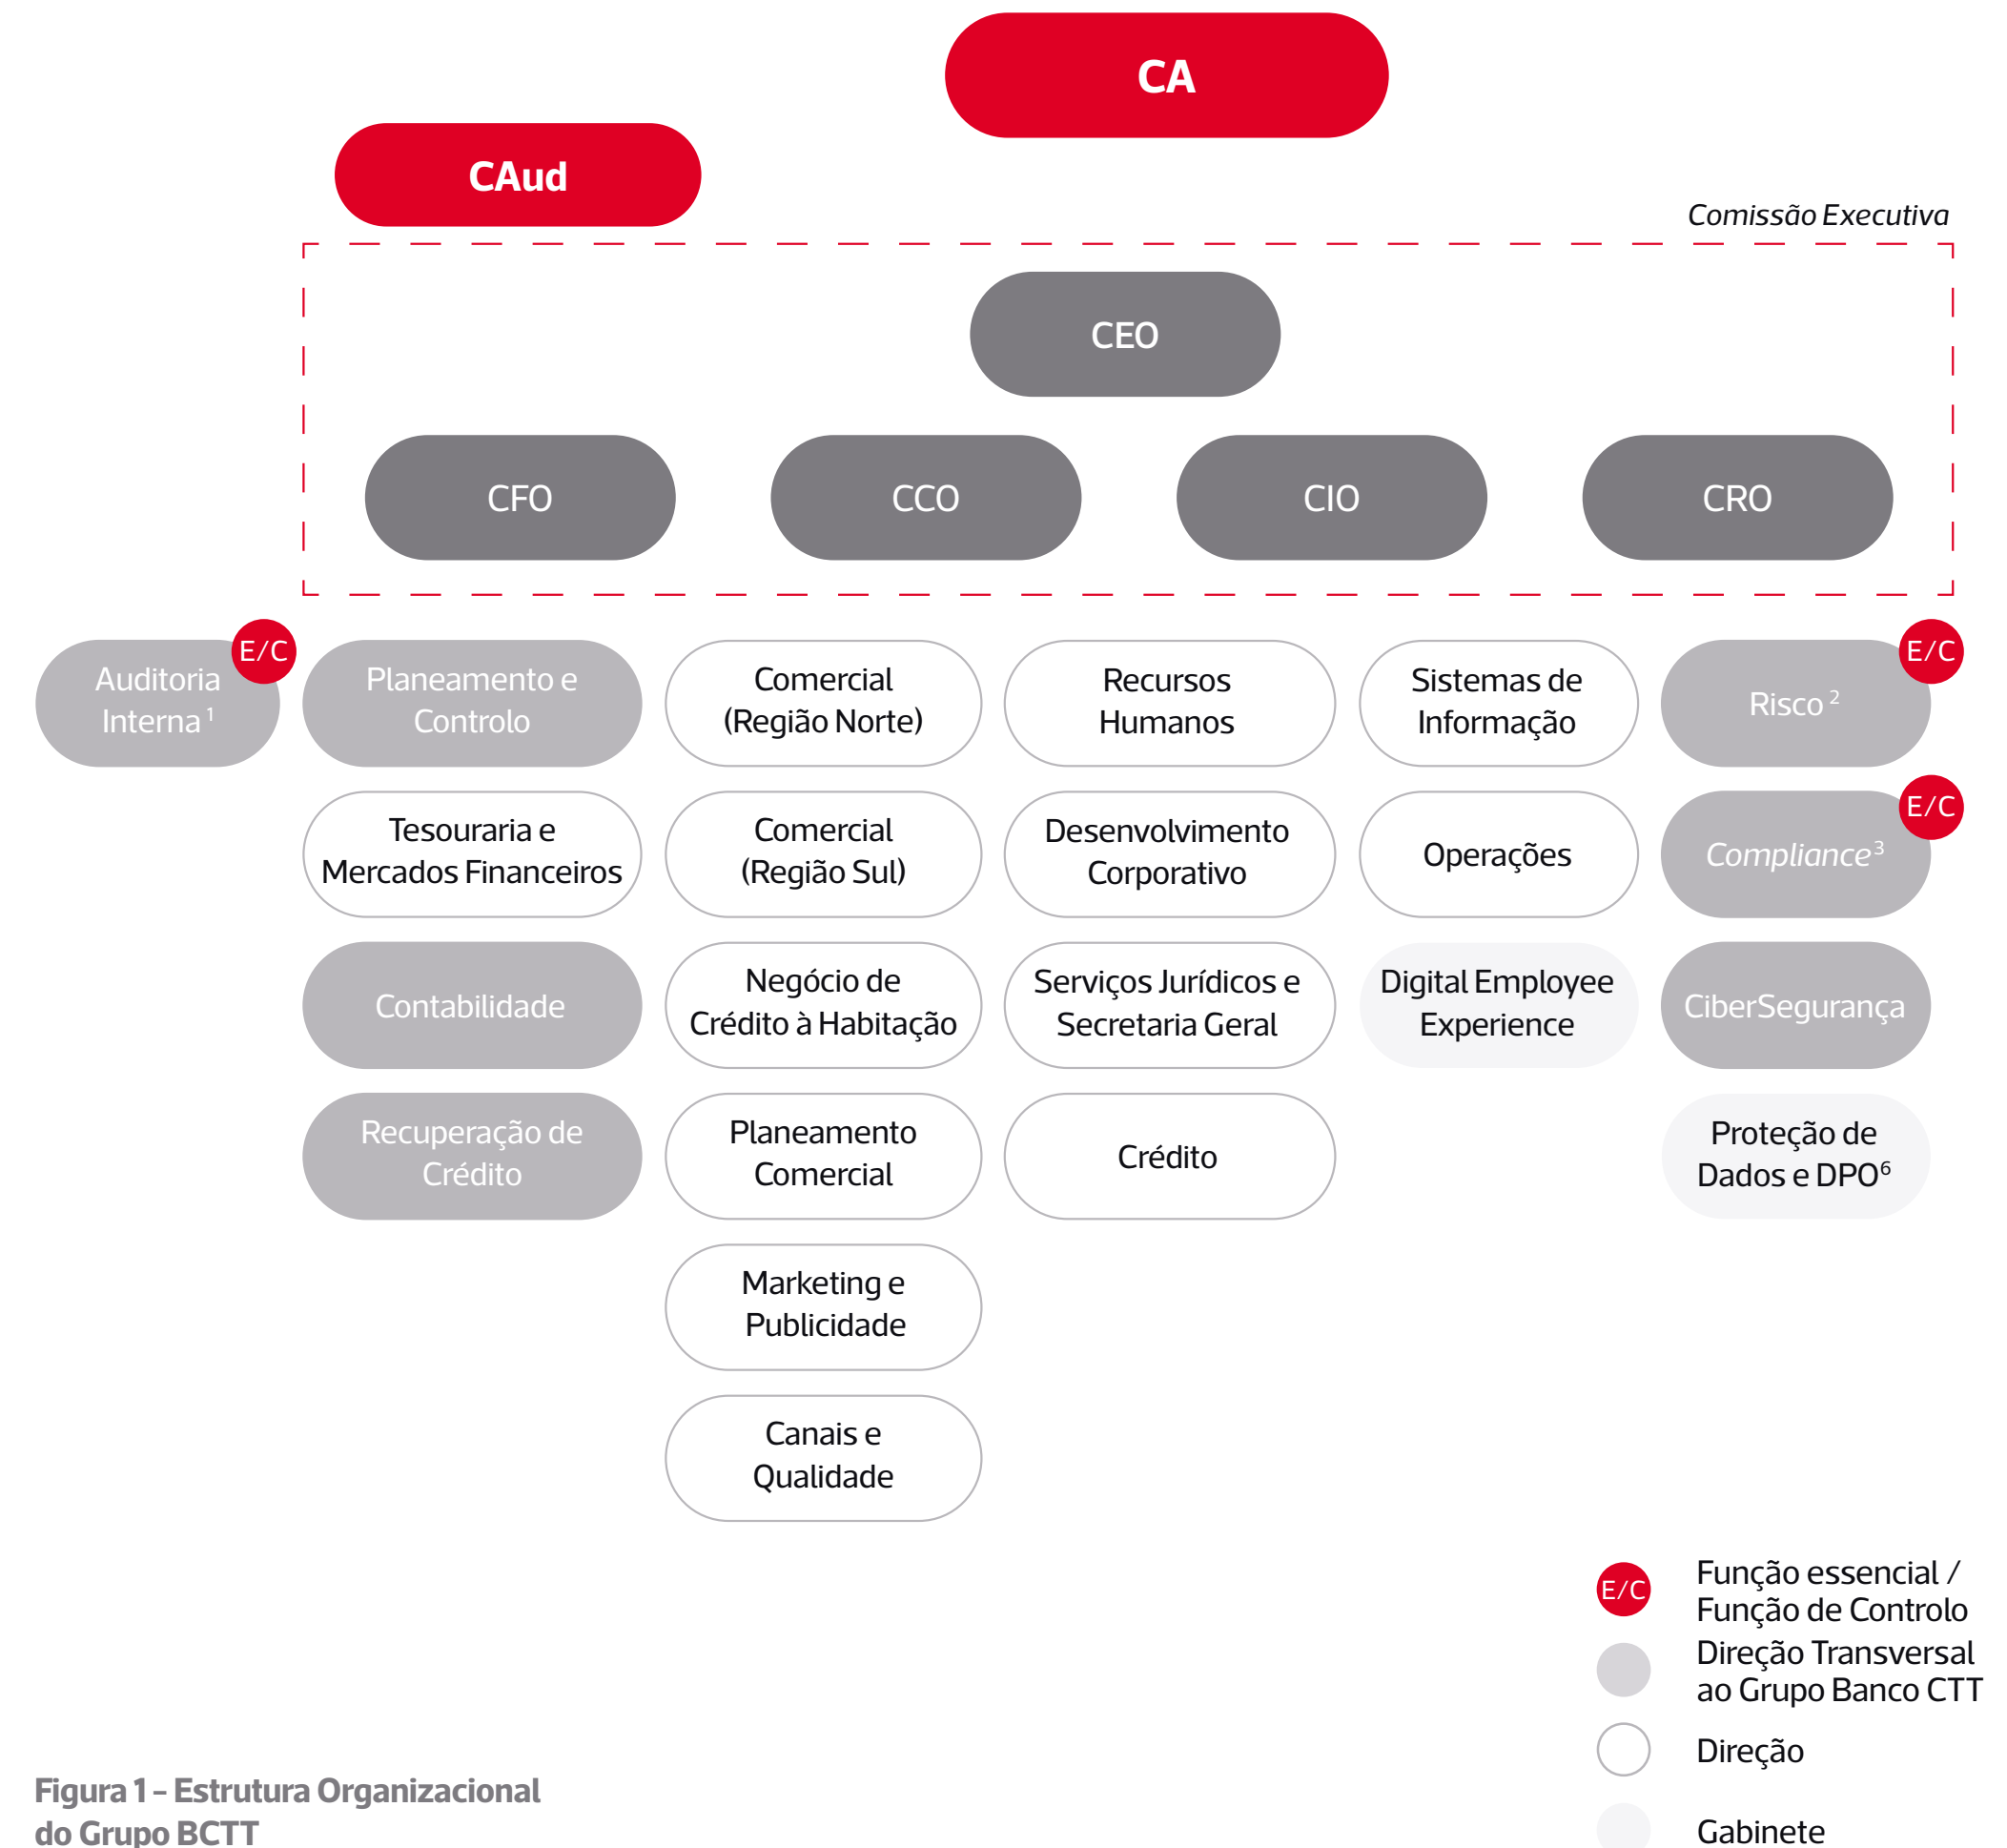 CA
CAud
Comissão Executiva
CEO
CFO
CCO
CIO
CRO
E/C
Auditoria
Interna ¹
Planeamento e
Controlo
Comercial
(Região Norte)
Recursos
Humanos
Sistemas de
Informação
E/C
Risco ²
Tesouraria e
Mercados Financeiros
Comercial
(Região Sul)
Desenvolvimento
Corporativo
Operações
E/C
Compliance³
Contabilidade
Negócio de
Crédito à Habitação
Serviços Jurídicos e
Secretaria Geral
Digital Employee
Experience
CiberSegurança
Recuperação de
Crédito
Planeamento
Comercial
Crédito
Proteção de
Dados e DPO⁶
Marketing e
Publicidade
Canais e
Qualidade
E/C
Função essencial /
Função de Controlo
Direção Transversal
ao Grupo Banco CTT
Direção
Gabinete
Figura 1 – Estrutura Organizacional
do Grupo BCTT